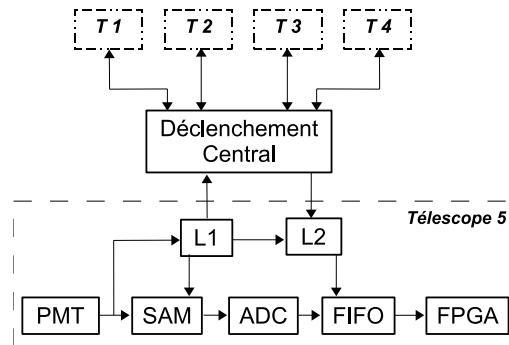 T 1 T 2 T 3 T 4
Déclenchement
Central
Télescope 5
L1 L2
PMT SAM ADC FIFO FPGA